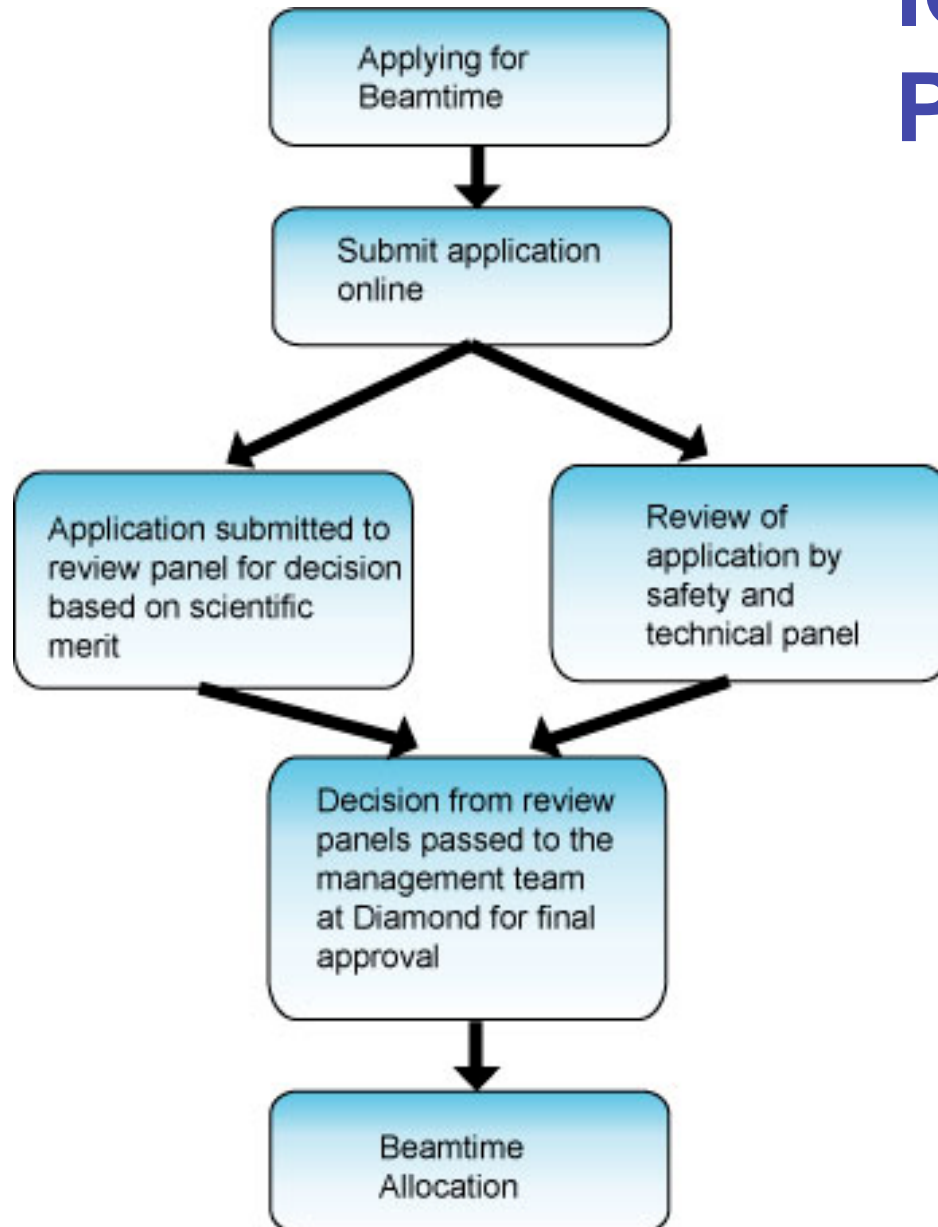 Applying for
Beamtime
P
Submit application
online
Application submitted to
review panel for decision
based on scientific
merit
Review of
application by
safety and
technical panel
Decision from review
panels passed to the
management team
at Diamond for final
approval
Beamtime
Allocation